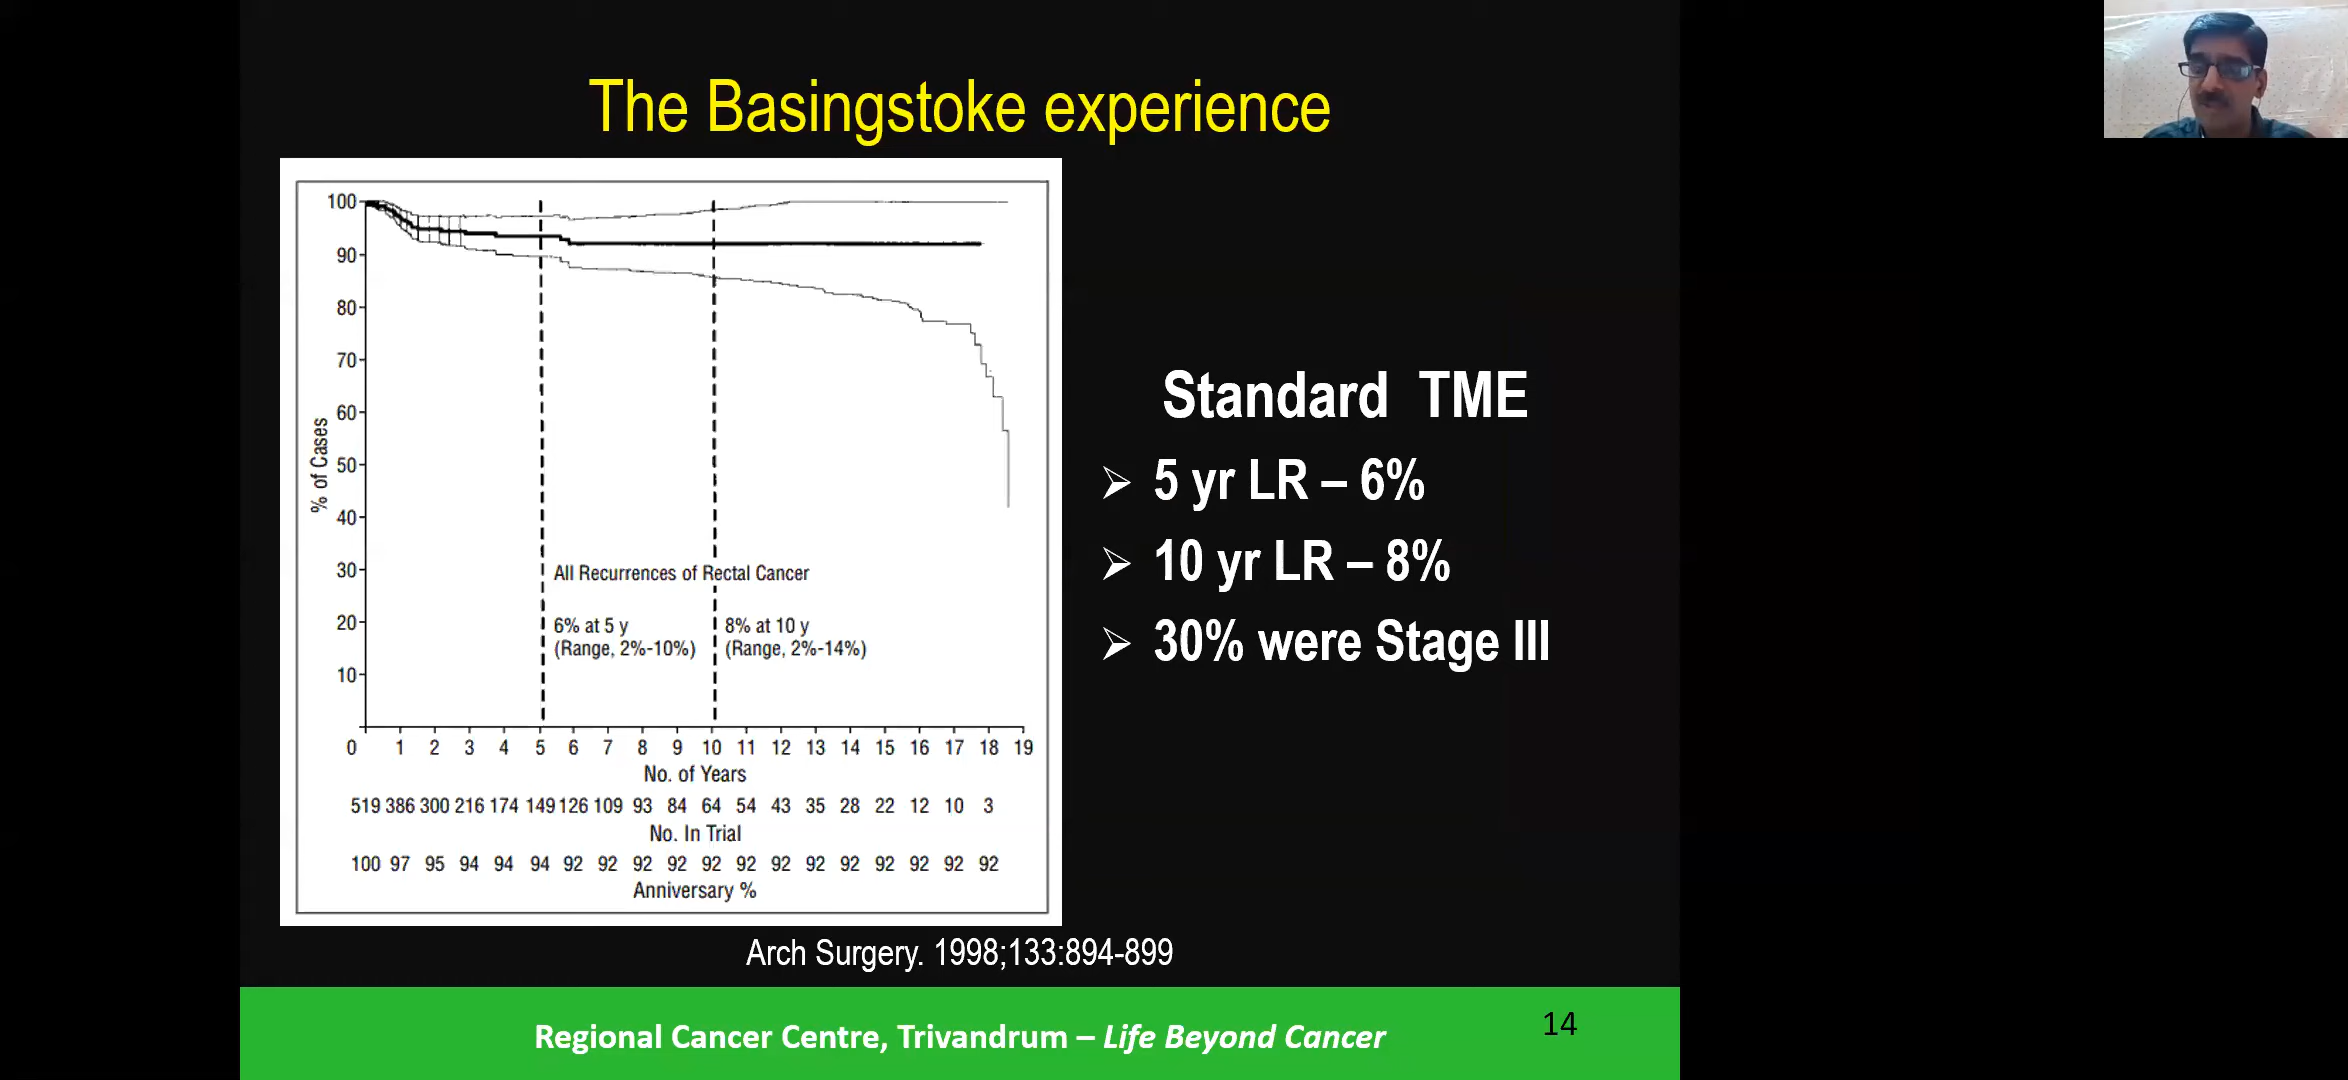 The Basingstoke experience
100
90
80
70
60
50
40
30
20
10
% of Cases
All Recurrences of Rectal Cancer
6% at 5 y
(Range, 2%-10%)
8% at 10 y
(Range, 2%-14%)
0 1 2 3 4 5 6 7 8 9 10 11 12 13 14 15 16 17 18 19
No. of Years
519 386 300 216 174 149 126 109 93 84 64 54 43 35 28 22 12 10 3
No. In Trial
100 97 95 94 94 94 92 92 92 92 92 92 92 92 92 92 92 92 92
Anniversary %
Standard TME
➢ 5 yr LR – 6%
➢ 10 yr LR – 8%
➢ 30% were Stage III
Arch Surgery. 1998;133:894-899
Regional Cancer Centre, Trivandrum – Life Beyond Cancer
14